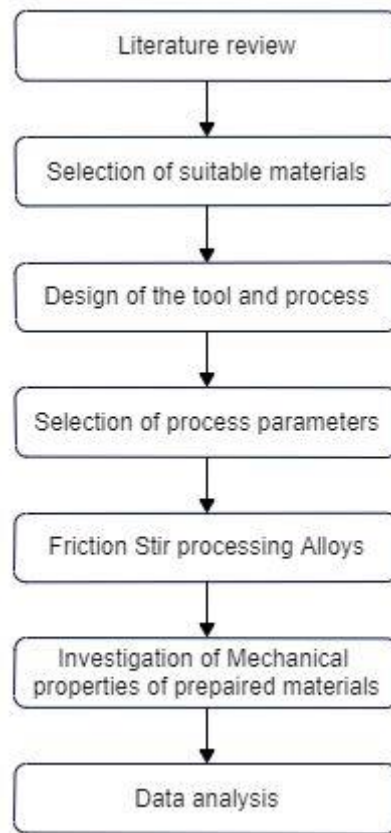 Literature review
Selection of suitable materials
Design of the tool and process
Selection of process parameters
Friction Stir processing Alloys
Investigation of Mechanical
properties of prepaired materials
Data analysis